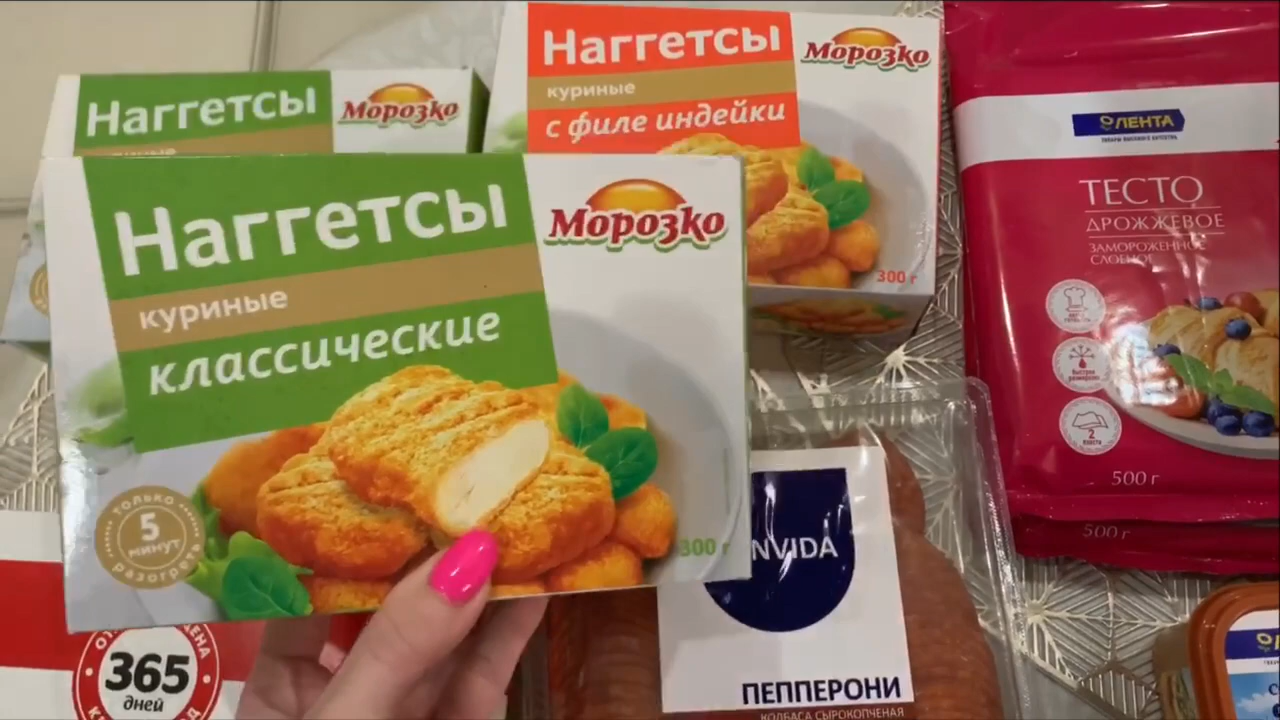 Наггетсы
куриные
с филе индейки
Морозко
300 г
Наггетсы
Морозко
Наггетсы
куриные
классические
Морозко
ТОЛЬКО
5
минут
разогреть
300 г
ЛЕНТА
ТЕСТО
ДРОЖЖЕВОЕ
ЗАМОРОЖЕННОЕ
СЛОЕНОЕ
2
500 г
500 г
NVIDA
ПЕППЕРОНИ
КОЛБАСА СЫРОКОПЧЕНАЯ
365
дней